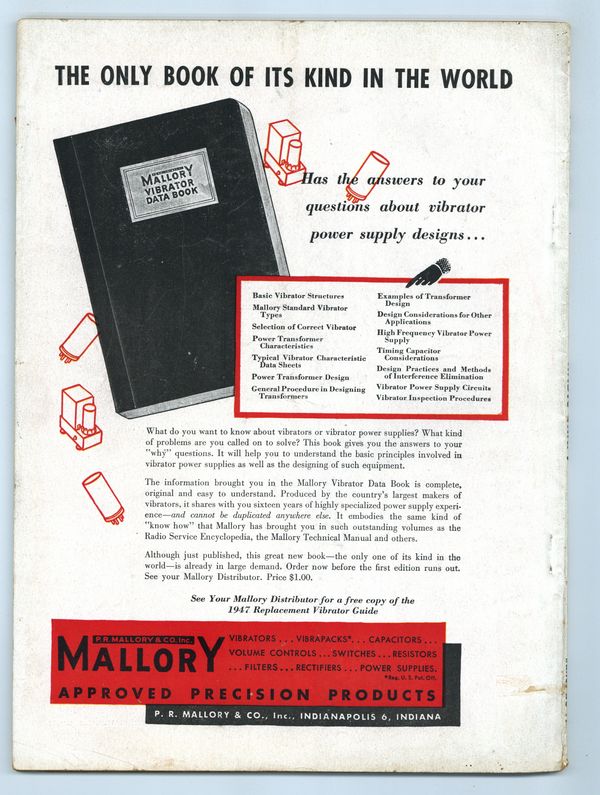 THE ONLY BOOK OF ITS KIND IN THE WORLD
MALLORY
VIBRATOR
DATA BOOK
Has the answers to your
questions about vibrator
power supply designs...
Basic Vibrator Structures
Mallory Standard Vibrator
Types
Selection of Correct Vibrator
Power Transformer
Characteristics
Typical Vibrator Characteristic
Data Sheets
Power Transformer Design
General Procedure in Designing
Transformers
Examples of Transformer
Design
Design Considerations for Other
Applications
High Frequency Vibrator Power
Supply
Timing Capacitor
Considerations
Design Practices and Methods
of Interference Elimination
Vibrator Power Supply Circuits
Vibrator Inspection Procedures
What do you want to know about vibrators or vibrator power supplies? What kind
of problems are you called on to solve? This book gives you the answers to your
"why" questions. It will help you to understand the basic principles involved in
vibrator power supplies as well as the designing of such equipment.
The information brought you in the Mallory Vibrator Data Book is complete,
original and easy to understand. Produced by the country's largest makers of
vibrators, it shares with you sixteen years of highly specialized power supply experi-
ence—and cannot be duplicated anywhere else. It embodies the same kind of
"know how" that Mallory has brought you in such outstanding volumes as the
Radio Service Encyclopedia, the Mallory Technical Manual and others.
Although just published, this great new book—the only one of its kind in the
world—is already in large demand. Order now before the first edition runs out.
See your Mallory Distributor. Price $1.00.
See Your Mallory Distributor for a free copy of the
1947 Replacement Vibrator Guide
P. R. MALLORY & CO., Inc.
MALLORY
VIBRATORS . . . VIBRAPACKS*. . . CAPACITORS . . .
VOLUME CONTROLS . . . SWITCHES . . . RESISTORS
. . . FILTERS . . . RECTIFIERS . . . POWER SUPPLIES.
*Reg. U. S. Pat. Off.
APPROVED PRECISION PRODUCTS
P. R. MALLORY & CO., Inc., INDIANAPOLIS 6, INDIANA